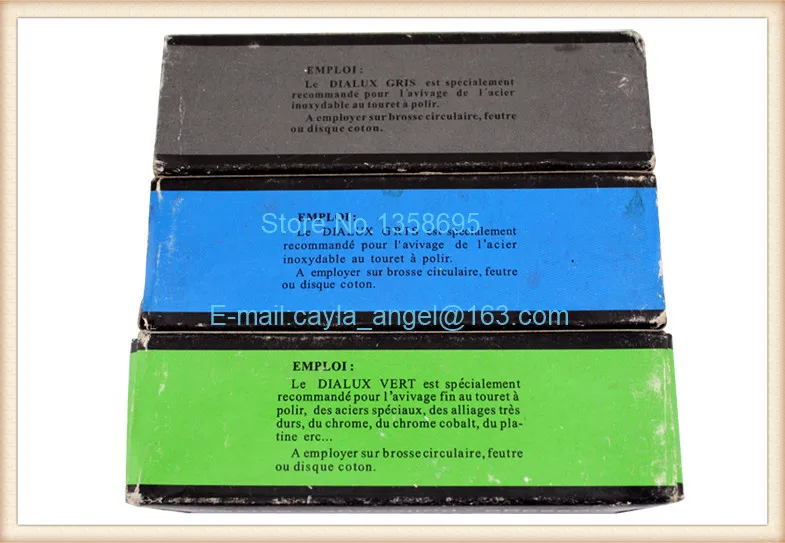 EMPLOI :
Le DIALUX GRIS est spécialement
recommandé pour l'avivage de l'acier
inoxydable au touret à polir.
A employer sur brosse circulaire, feutre
ou disque coton.
EMPLOI :
Store No.1358695
Le DIALUX GRIS est spécialement
recommandé pour l'avivage de l'acier
inoxydable au touret à polir.
A employer sur brosse circulaire, feutre
ou disque coton.
E-mail:cayla_angel@163.com
EMPLOI :
Le DIALUX VERT est spécialement
recommandé pour l'avivage fin au touret à
polir, des aciers spéciaux, des alliages très
durs, du chrome, du chrome cobalt, du pla-
tine erc...
A employer sur brosse circulaire, feutre
ou disque coton.